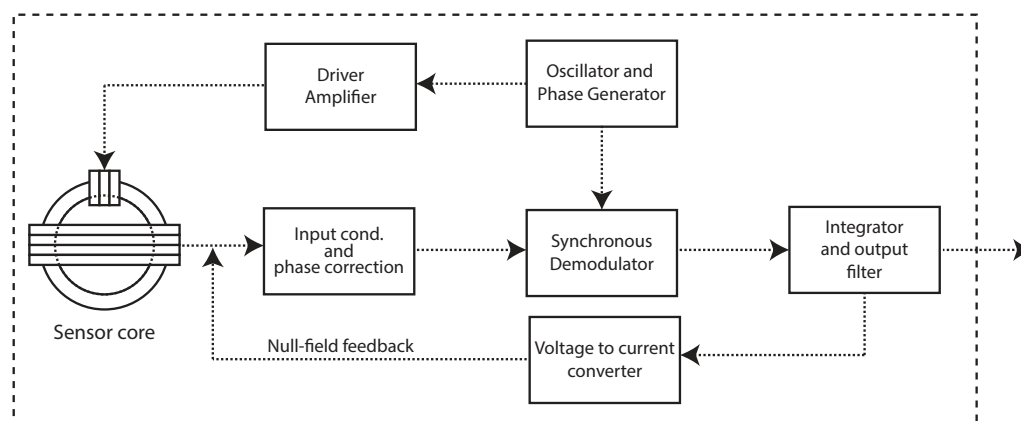 Driver
Amplifier
Oscillator and
Phase Generator
Input cond.
and
phase correction
Synchronous
Demodulator
Integrator
and output
filter
Sensor core
Null-field feedback
Voltage to current
converter